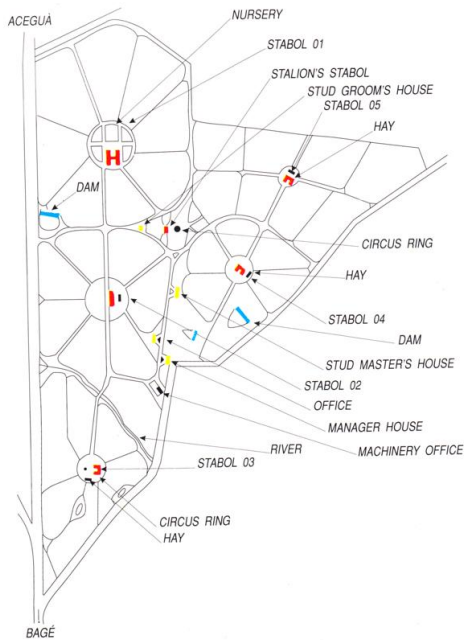 ACEGUÀ
NURSERY
STABOL 01
STALION'S STABOL
STUD GROOM'S HOUSE
STABOL 05
HAY
DAM
CIRCUS RING
HAY
STABOL 04
DAM
STUD MASTER'S HOUSE
STABOL 02
OFFICE
MANAGER HOUSE
RIVER
MACHINERY OFFICE
STABOL 03
CIRCUS RING
HAY
BAGÉ